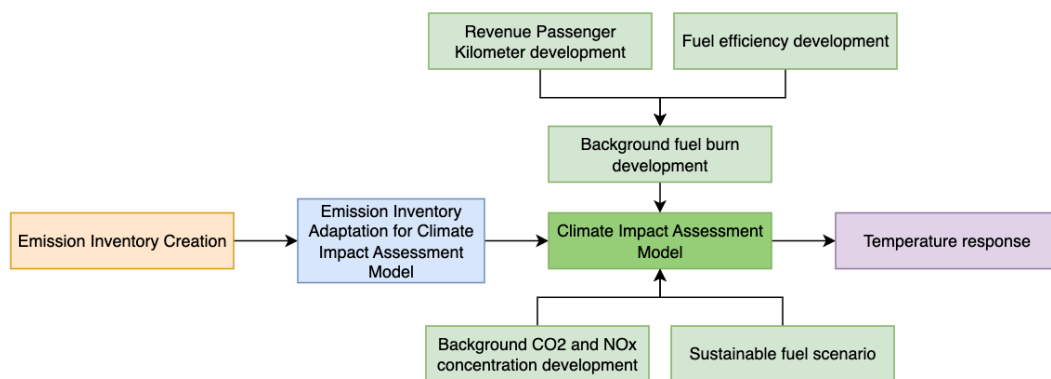 Revenue Passenger
Kilometer development
Fuel efficiency development
Background fuel burn
development
Emission Inventory Creation
Emission Inventory
Adaptation for Climate
Impact Assessment
Model
Climate Impact Assessment
Model
Temperature response
Background CO2 and NOx
concentration development
Sustainable fuel scenario